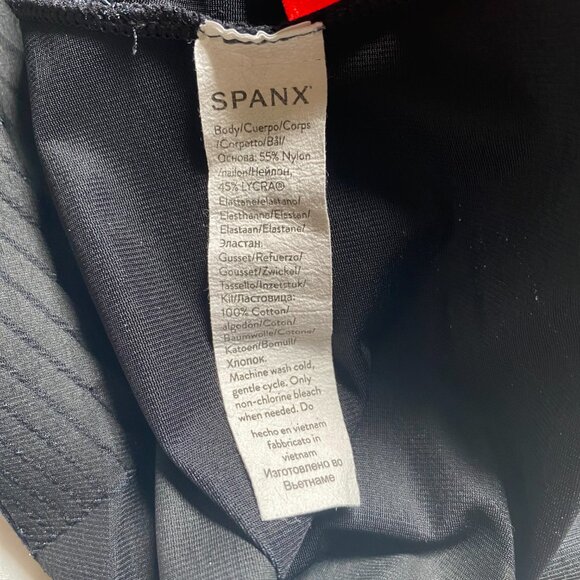 SPANX®
Body/Cuerpo/Corps
/Corpetto/Bål/
Основа: 55% Nylon
/nailon/Нейлон,
45% LYCRA®
Elastane/elastano/
Elasthanne/Elastan/
Elastaan/Elastane/
Эластан
Gusset/Refuerzo/
Gousset/Zwickel/
Tassello/Inzetstuk/
Kil/Ластовица:
100% Cotton/
algodón/Coton/
Baumwolle/Cotone/
Katoen/Bomull/
Хлопок.
Machine wash cold,
gentle cycle. Only
non-chlorine bleach
when needed. Do
hecho en vietnam
fabbricato in
vietnam
Изготовлено во
Вьетнаме